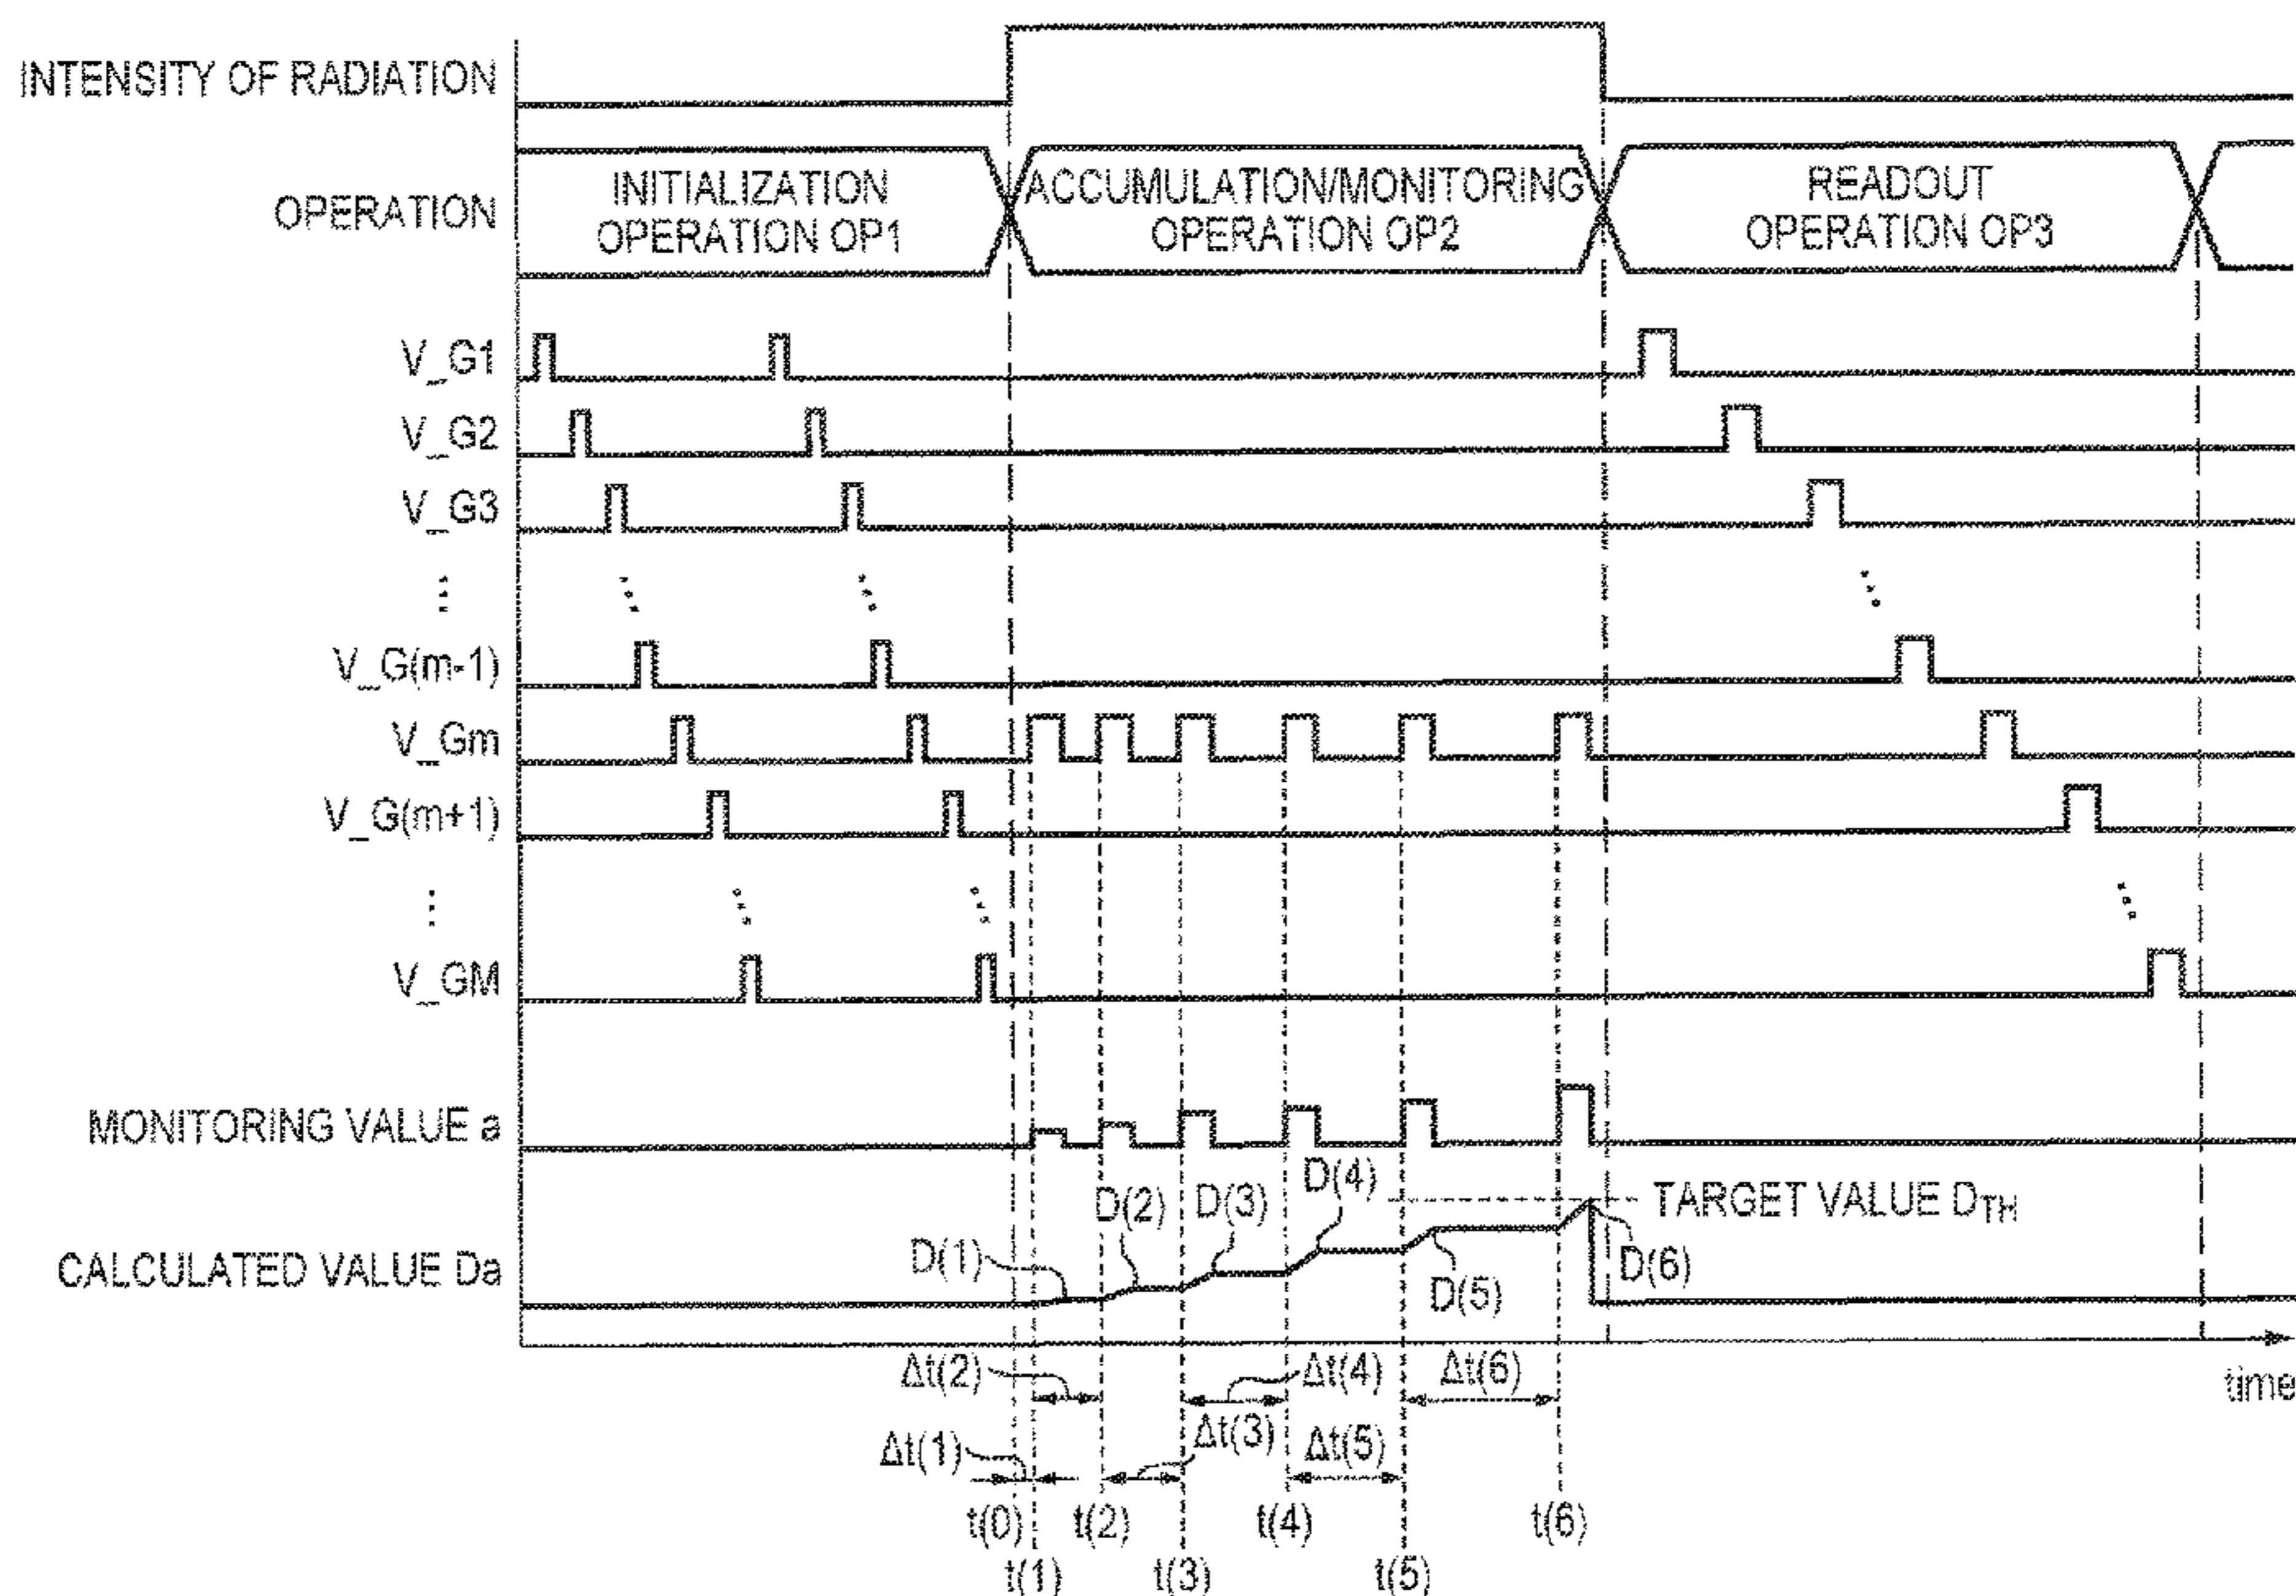 INTENSITY OF RADIATION
OPERATION
INITIALIZATION
OPERATION OP1
ACCUMULATION/MONITORING
OPERATION OP2
READOUT
OPERATION OP3
V_G1
V_G2
V_G3
V_G(m-1)
V_Gm
V_G(m+1)
V_GM
MONITORING VALUE a
CALCULATED VALUE Da
D(1)
D(2)
D(3)
D(4)
D(5)
D(6)
TARGET VALUE DTH
time
Δt(2)
Δt(4)
Δt(6)
Δt(1)
Δt(3)
Δt(5)
t(0)
t(2)
t(4)
t(6)
t(1)
t(3)
t(5)